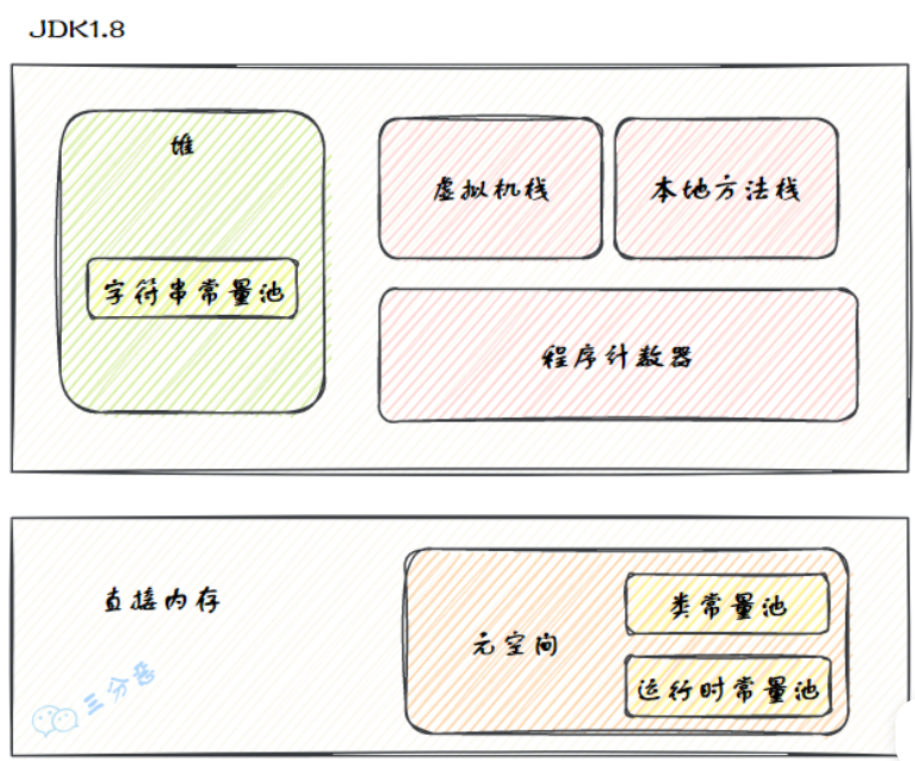 JDK1.8
堆
虚拟机栈
本地方法栈
字符串常量池
程序计数器
直接内存
元空间
类常量池
运行时常量池
三分恶